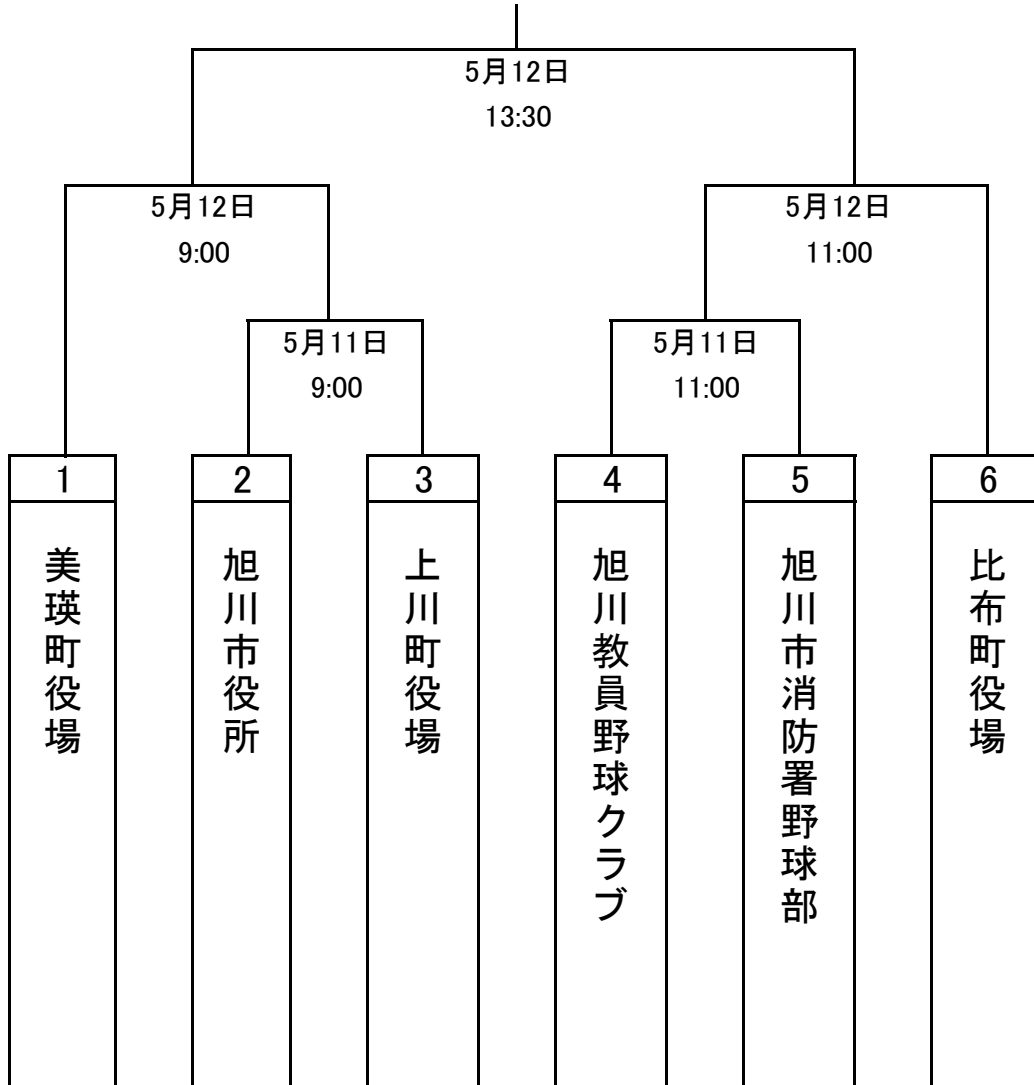 5月12日
13:30
5月12日
9:00
5月12日
11:00
5月11日
9:00
5月11日
11:00
1
2
3
4
5
6
美瑛町役場
旭川市役所
上川町役場
旭川教員野球クラブ
旭川市消防署野球部
比布町役場